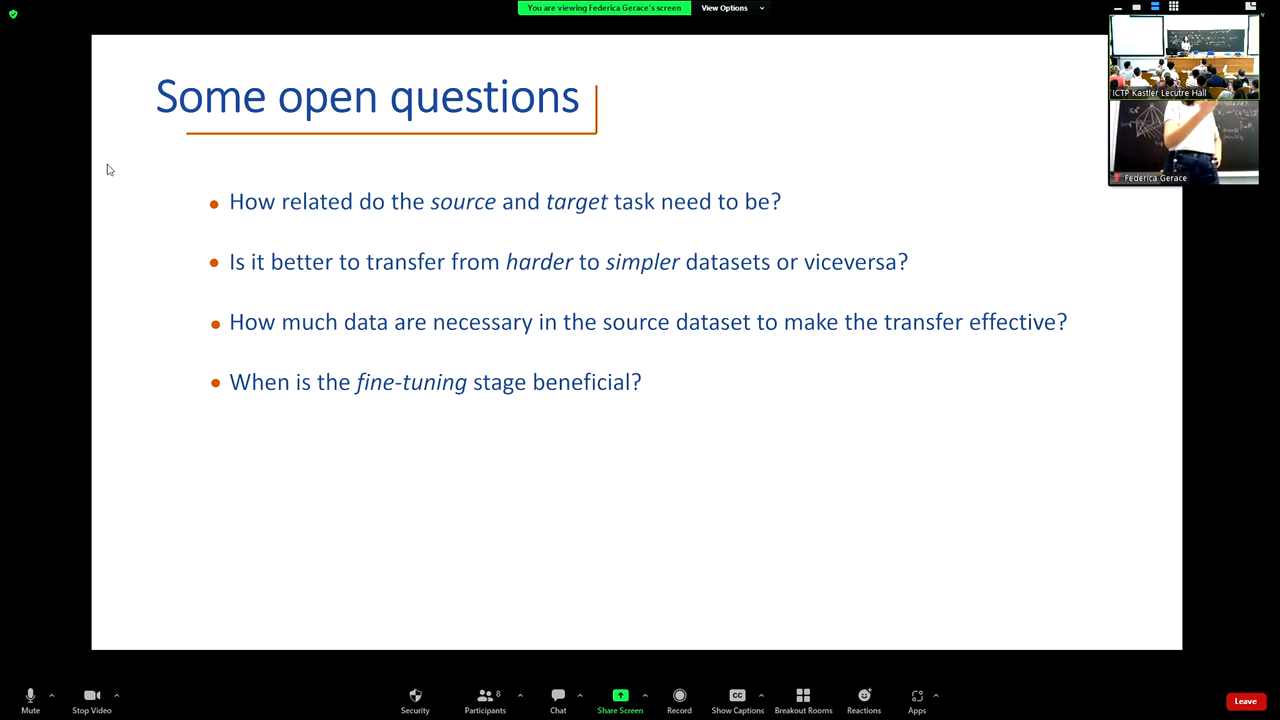 You are viewing Federica Gerace's screen
View Options
Some open questions
ICTP Kastler Lecutre Hall
Federica Gerace
How related do the source and target task need to be?
Is it better to transfer from harder to simpler datasets or viceversa?
How much data are necessary in the source dataset to make the transfer effective?
When is the fine-tuning stage beneficial?
Mute
Stop Video
Security
Participants
8
Chat
Share Screen
Record
CC
Show Captions
Breakout Rooms
Reactions
Apps
Leave